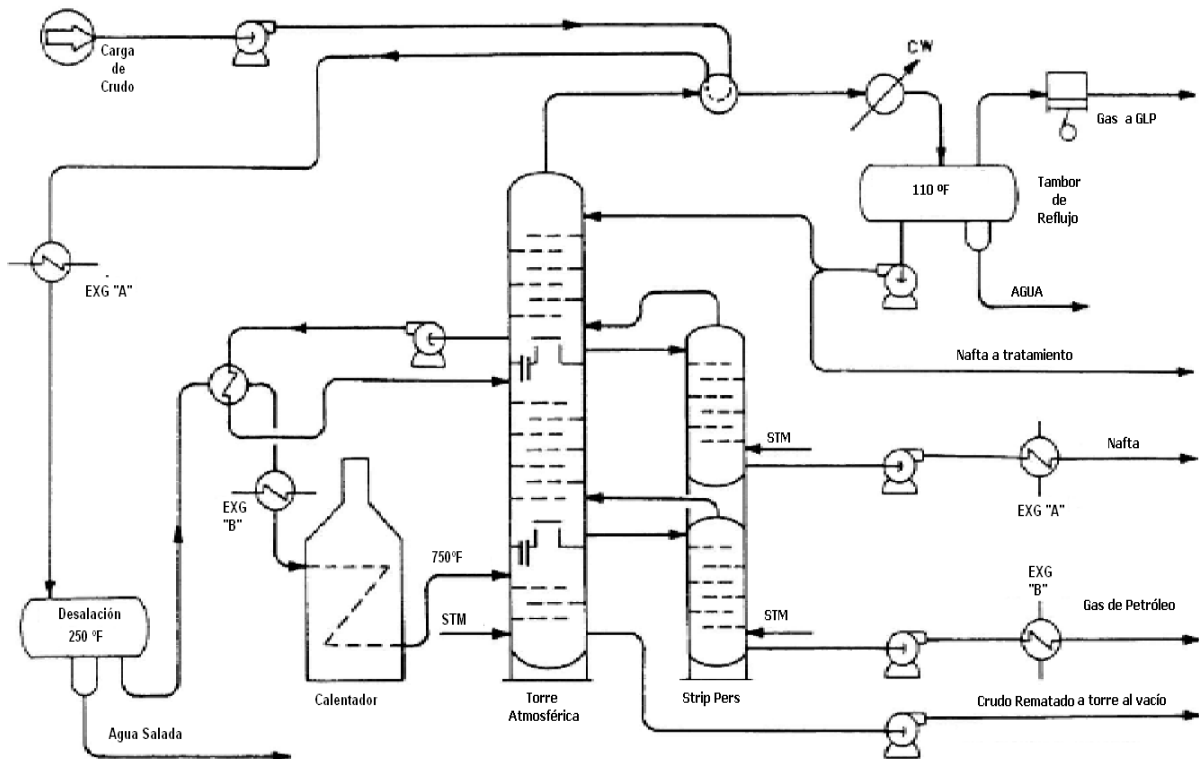 Carga
de
Crudo
CW
Gas a GLP
110 ºF
Tambor
de
Reflujo
EXG "A"
AGUA
Nafta a tratamiento
STM
Nafta
EXG
"B"
EXG "A"
750ºF
EXG
"B"
Desalación
250 ºF
STM
STM
Gas de Petróleo
Calentador
Torre
Atmosférica
Strip Pers
Crudo Rematado a torre al vacío
Agua Salada